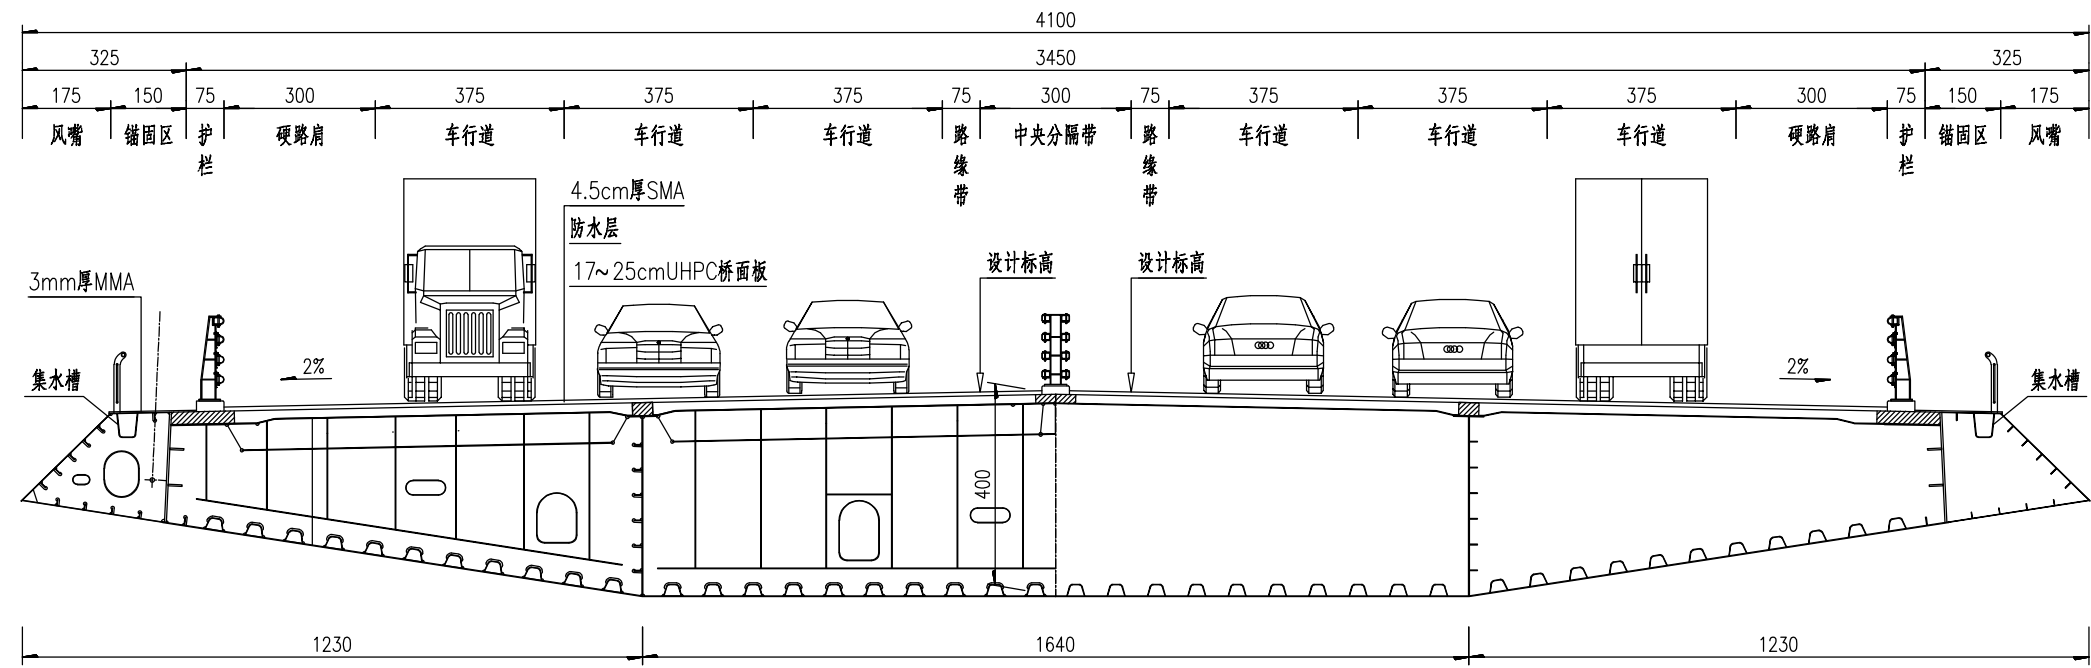 4100
325 3450 325
175 150 75 300 375 375 375 75 300 75 375 375 375 300 75 150 175
风嘴 锚固区 护栏 硬路肩 车行道 车行道 车行道 路缘带 中央分隔带 路缘带 车行道 车行道 车行道 硬路肩 护栏 锚固区 风嘴
4.5cm厚SMA
防水层
17~25cmUHPC桥面板
设计标高 设计标高
3mm厚MMA
2% 2%
集水槽 集水槽
400
1230 1640 1230